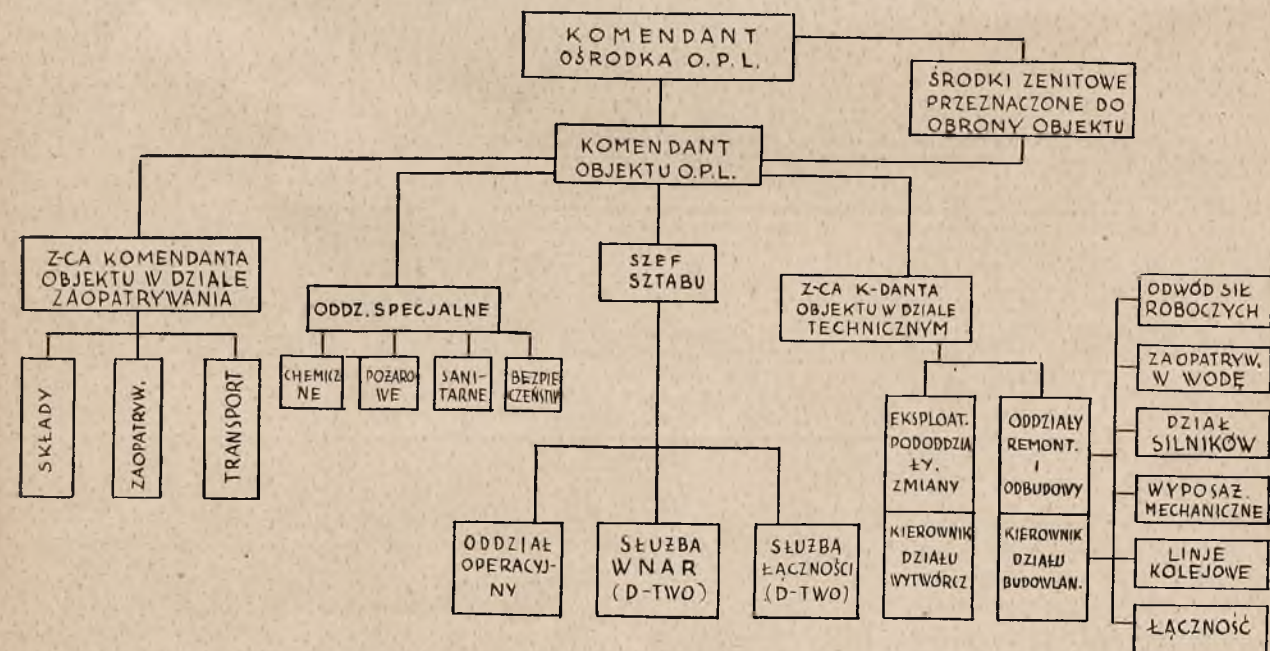 KOMENDANT
OŚRODKA O.P.L.
ŚRODKI ZENITOWE
PRZEZNACZONE DO
OBRONY OBJEKTU
KOMENDANT
OBJEKTU O.P.L.
Z-CA KOMENDANTA
OBJEKTU W DZIALE
ZAOPATRYWANIA
SKŁADY
ZAOPATRYW.
TRANSPORT
ODDZ. SPECJALNE
CHEMICZ
NE
POŻARO-
WE
SANI-
TARNE
BEZPIE
CZEŃSTW
SZEF
SZTABU
ODDZIAŁ
OPERACYJ-
NY
SŁUŻBA
WNAR
(D-TWO)
SŁUŻBA
ŁĄCZNOŚCI
(D-TWO)
Z-CA K-DANTA
OBJEKTU W DZIALE
TECHNICZNYM
EKSPLOAT.
PODODDZIA
ŁY.
ZMIANY
KIEROWNIK
DZIAŁU
WYTWÓRCZ
ODDZIAŁY
REMONT.
I
ODBUDOWY
KIEROWNIK
DZIAŁU
BUDOWLAN.
ODWÓD SIŁ
ROBOCZYCH
ZAOPATRYW.
W WODĘ
DZIAŁ
SILNIKÓW
WYPOSAŻ.
MECHANICZNE
LINJE
KOLEJOWE
ŁĄCZNOŚĆ